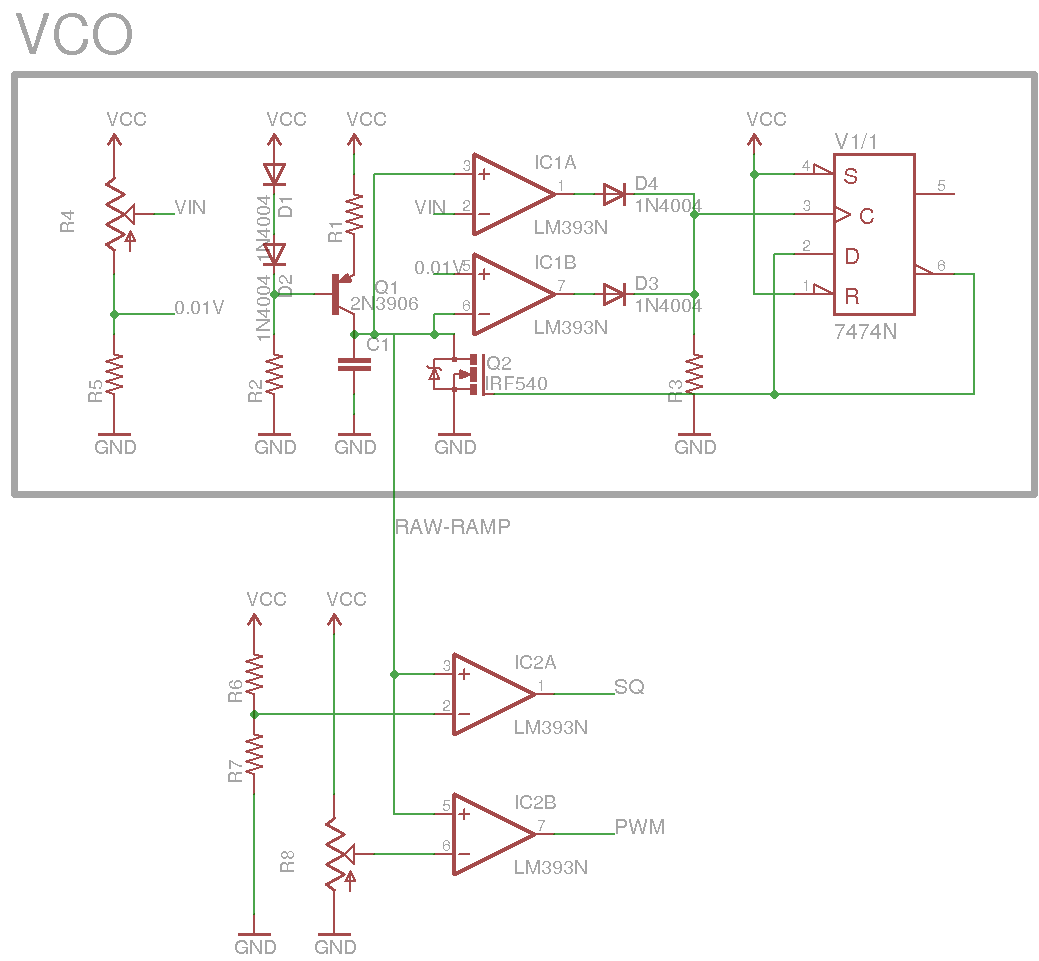 VCO
VCC
R4
VIN
0.01V
R5
GND
VCC
D1
1N4004
D2
1N4004
R2
GND
VCC
R1
Q1
2N3906
C1
GND
VIN
3
+
2
−
1
IC1A
LM393N
0.01V
5
+
6
−
7
IC1B
LM393N
Q2
IRF540
GND
D4
1N4004
D3
1N4004
R3
GND
VCC
V1/1
4
S
3
C
2
D
1
R
5
6
7474N
RAW-RAMP
VCC
R6
R7
GND
VCC
R8
GND
3
+
2
−
1
IC2A
LM393N
SQ
5
+
6
−
7
IC2B
LM393N
PWM